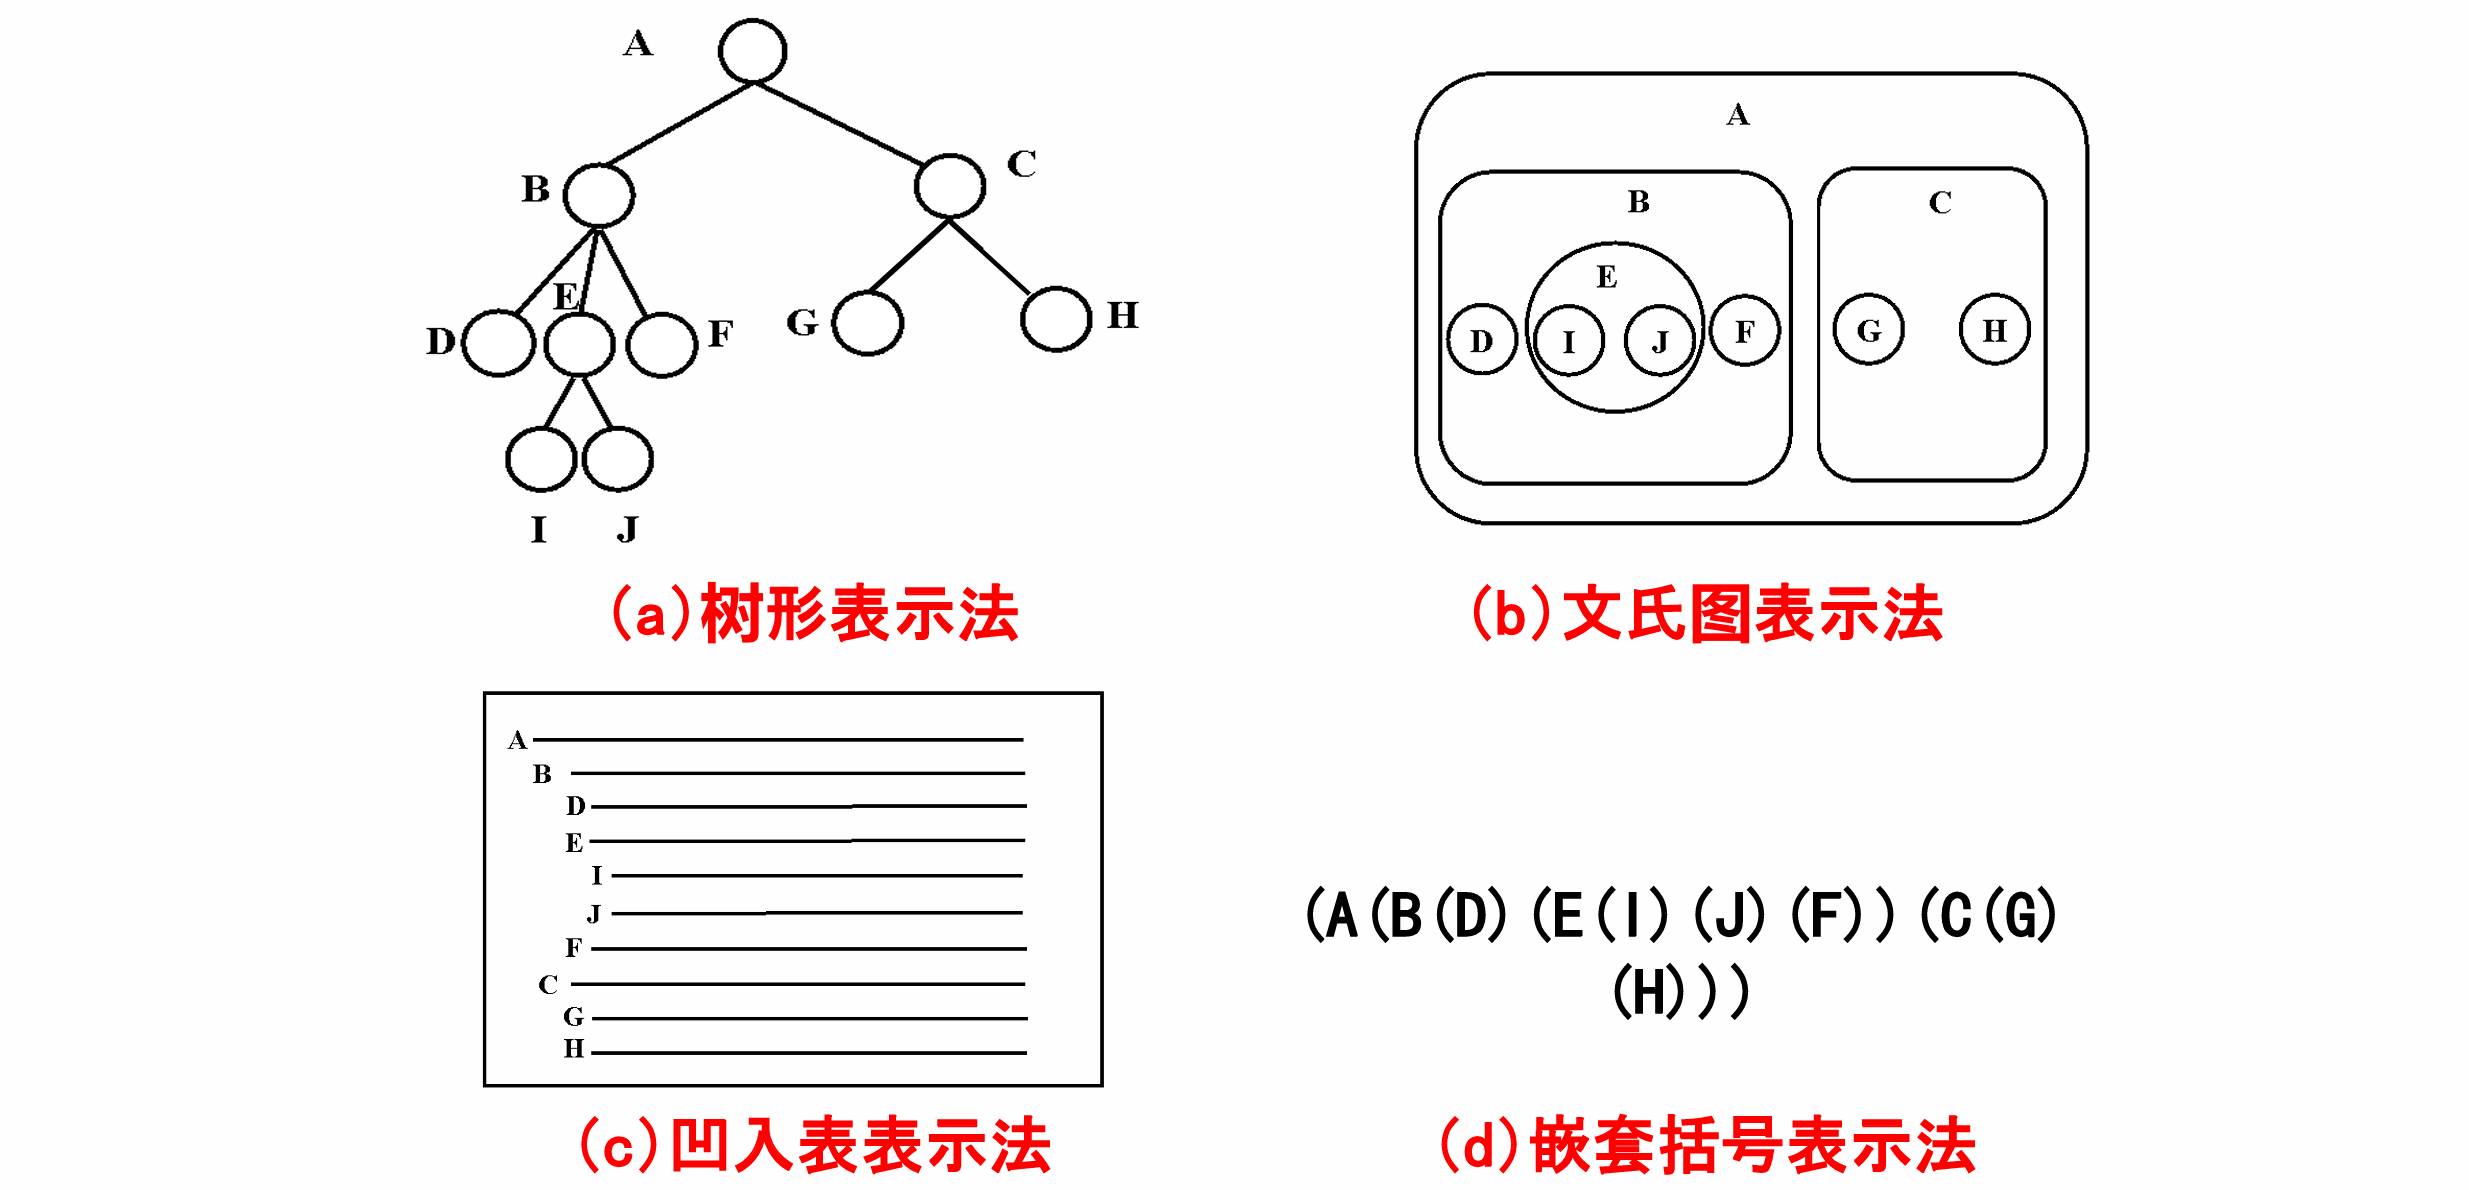 A
B
C
D
E
F
G
H
I
J
(a)树形表示法
A
B
C
E
D
I
J
F
G
H
(b)文氏图表示法
A
B
D
E
I
J
F
C
G
H
(c)凹入表表示法
(A(B(D)(E(I)(J)(F))(C(G)
(H)))
(d)嵌套括号表示法